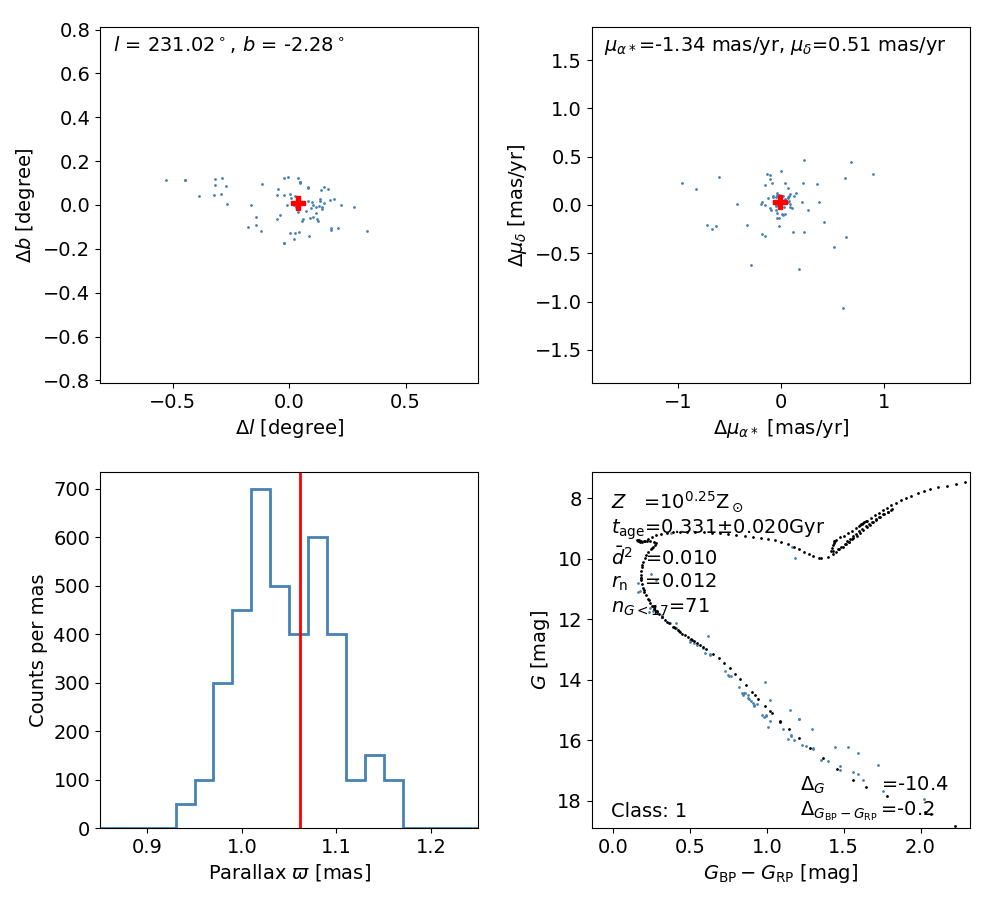 l = 231.02°, b = -2.28°
0.8
0.6
0.4
0.2
0.0
−0.2
−0.4
−0.6
−0.8
Δb [degree]
−0.5
0.0
0.5
Δl [degree]
μα*=-1.34 mas/yr, μδ=0.51 mas/yr
1.5
1.0
0.5
0.0
−0.5
−1.0
−1.5
Δμδ [mas/yr]
−1
0
1
Δμα* [mas/yr]
700
600
500
400
300
200
100
0
Counts per mas
0.9
1.0
1.1
1.2
Parallax ϖ [mas]
Z =10^0.25 Z⊙
t_age=0.331±0.020Gyr
d̄² =0.010
r_n =0.012
n_G<17=71
8
10
12
14
16
18
G [mag]
Δ_G =-10.4
Class: 1
Δ_GBP−GRP =-0.2
0.0
0.5
1.0
1.5
2.0
G_BP − G_RP [mag]